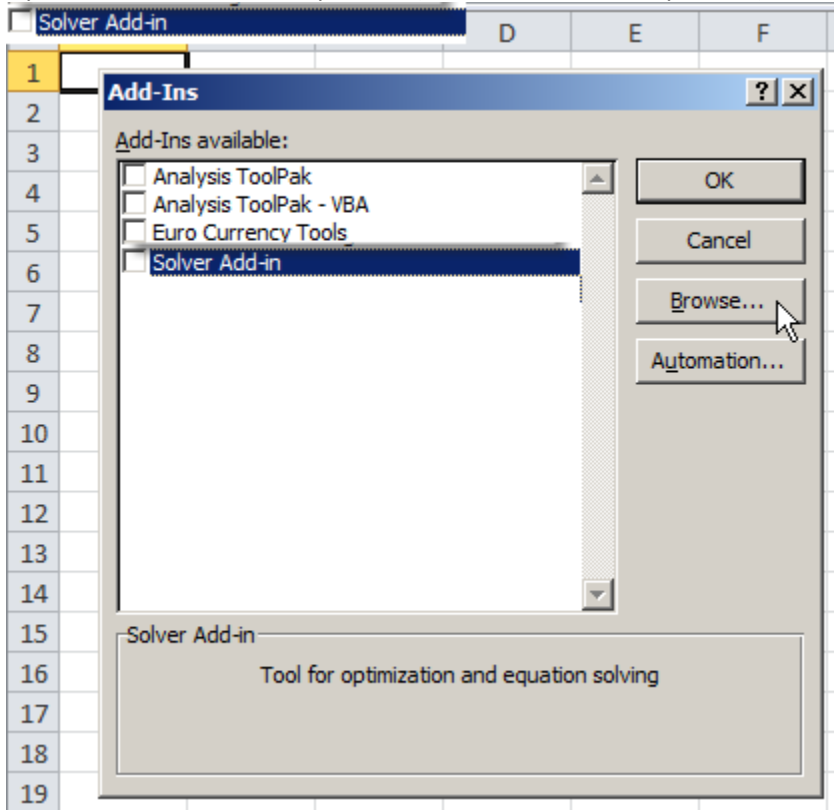 Solver Add-in
D E F
1
Add-Ins
2
Add-Ins available:
3
Analysis ToolPak
OK
4
Analysis ToolPak - VBA
5
Euro Currency Tools
Cancel
6
Solver Add-in
7
Browse...
8
Automation...
9
10
11
12
13
14
15
Solver Add-in
16
Tool for optimization and equation solving
17
18
19